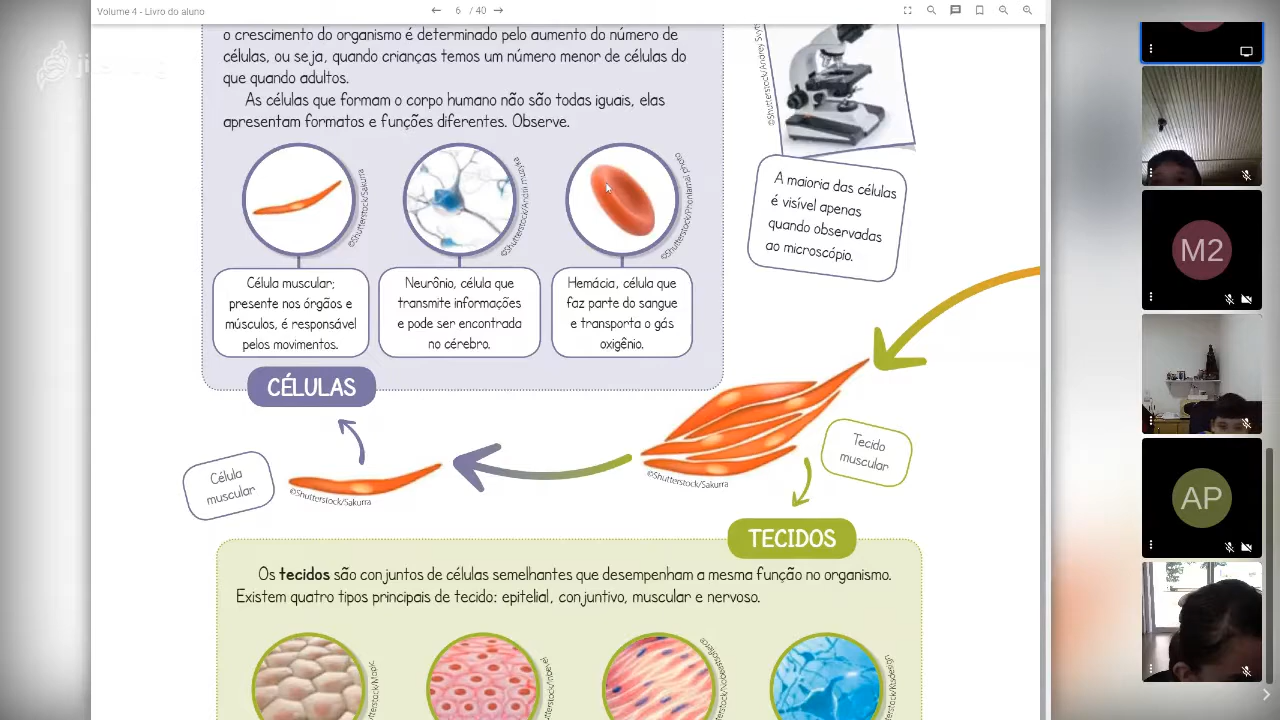 Volume 4 - Livro do aluno
6 / 40
o crescimento do organismo é determinado pelo aumento do número de
células, ou seja, quando crianças temos um número menor de células do
que quando adultos.
As células que formam o corpo humano não são todas iguais, elas
apresentam formatos e funções diferentes. Observe.
©Shutterstock/Sakurra
Célula muscular;
presente nos órgãos e
músculos, é responsável
pelos movimentos.
Neurônio, célula que
transmite informações
e pode ser encontrada
no cérebro.
Hemácia, célula que
faz parte do sangue
e transporta o gás
oxigênio.
A maioria das células
é visível apenas
quando observadas
ao microscópio.
CÉLULAS
Célula
muscular
©Shutterstock/Sakurra
©Shutterstock/Sakurra
Tecido
muscular
TECIDOS
Os tecidos são conjuntos de células semelhantes que desempenham a mesma função no organismo.
Existem quatro tipos principais de tecido: epitelial, conjuntivo, muscular e nervoso.
M2
AP